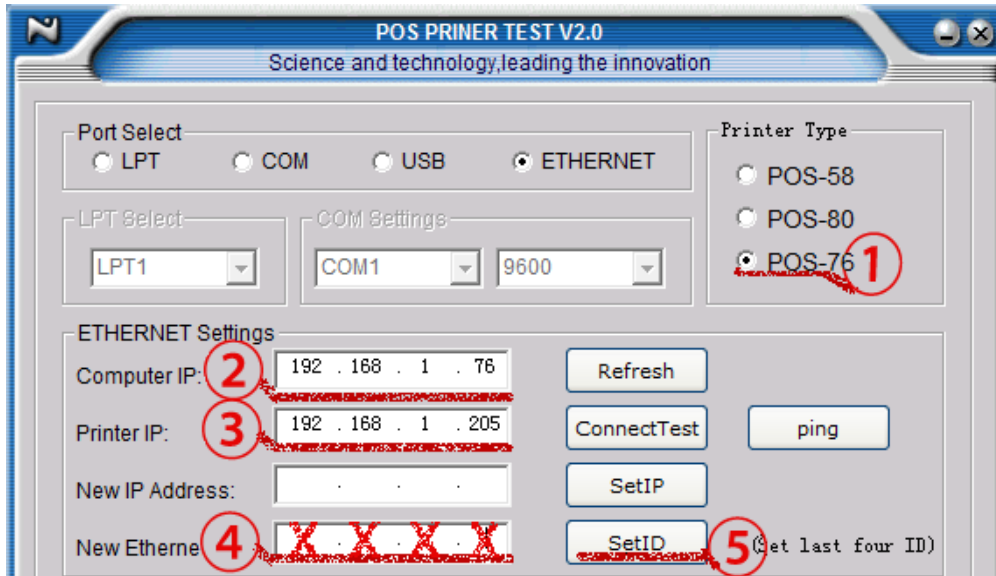 POS PRINER TEST V2.0
Science and technology,leading the innovation
Port Select
LPT COM USB ETHERNET
Printer Type
POS-58
POS-80
POS-76 1
LPT Select
COM Settings
LPT1 COM1 9600
ETHERNET Settings
Computer IP: 2 192 . 168 . 1 . 76 Refresh
Printer IP: 3 192 . 168 . 1 . 205 ConnectTest ping
New IP Address: . . . SetIP
New Etherne 4 X . X . X . X SetID 5 (Set last four ID)